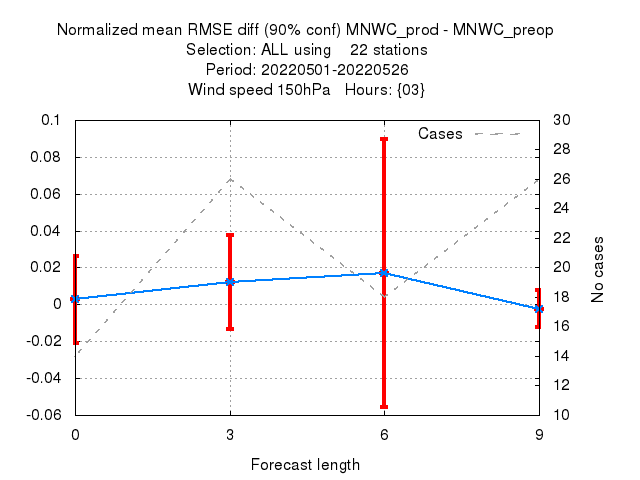 Normalized mean RMSE diff (90% conf) MNWC_prod - MNWC_preop
Selection: ALL using    22 stations
Period: 20220501-20220526
Wind speed 150hPa   Hours: {03}
Cases
0.1
0.08
0.06
0.04
0.02
0
-0.02
-0.04
-0.06
30
28
26
24
22
20
18
16
14
12
10
No cases
0 3 6 9
Forecast length